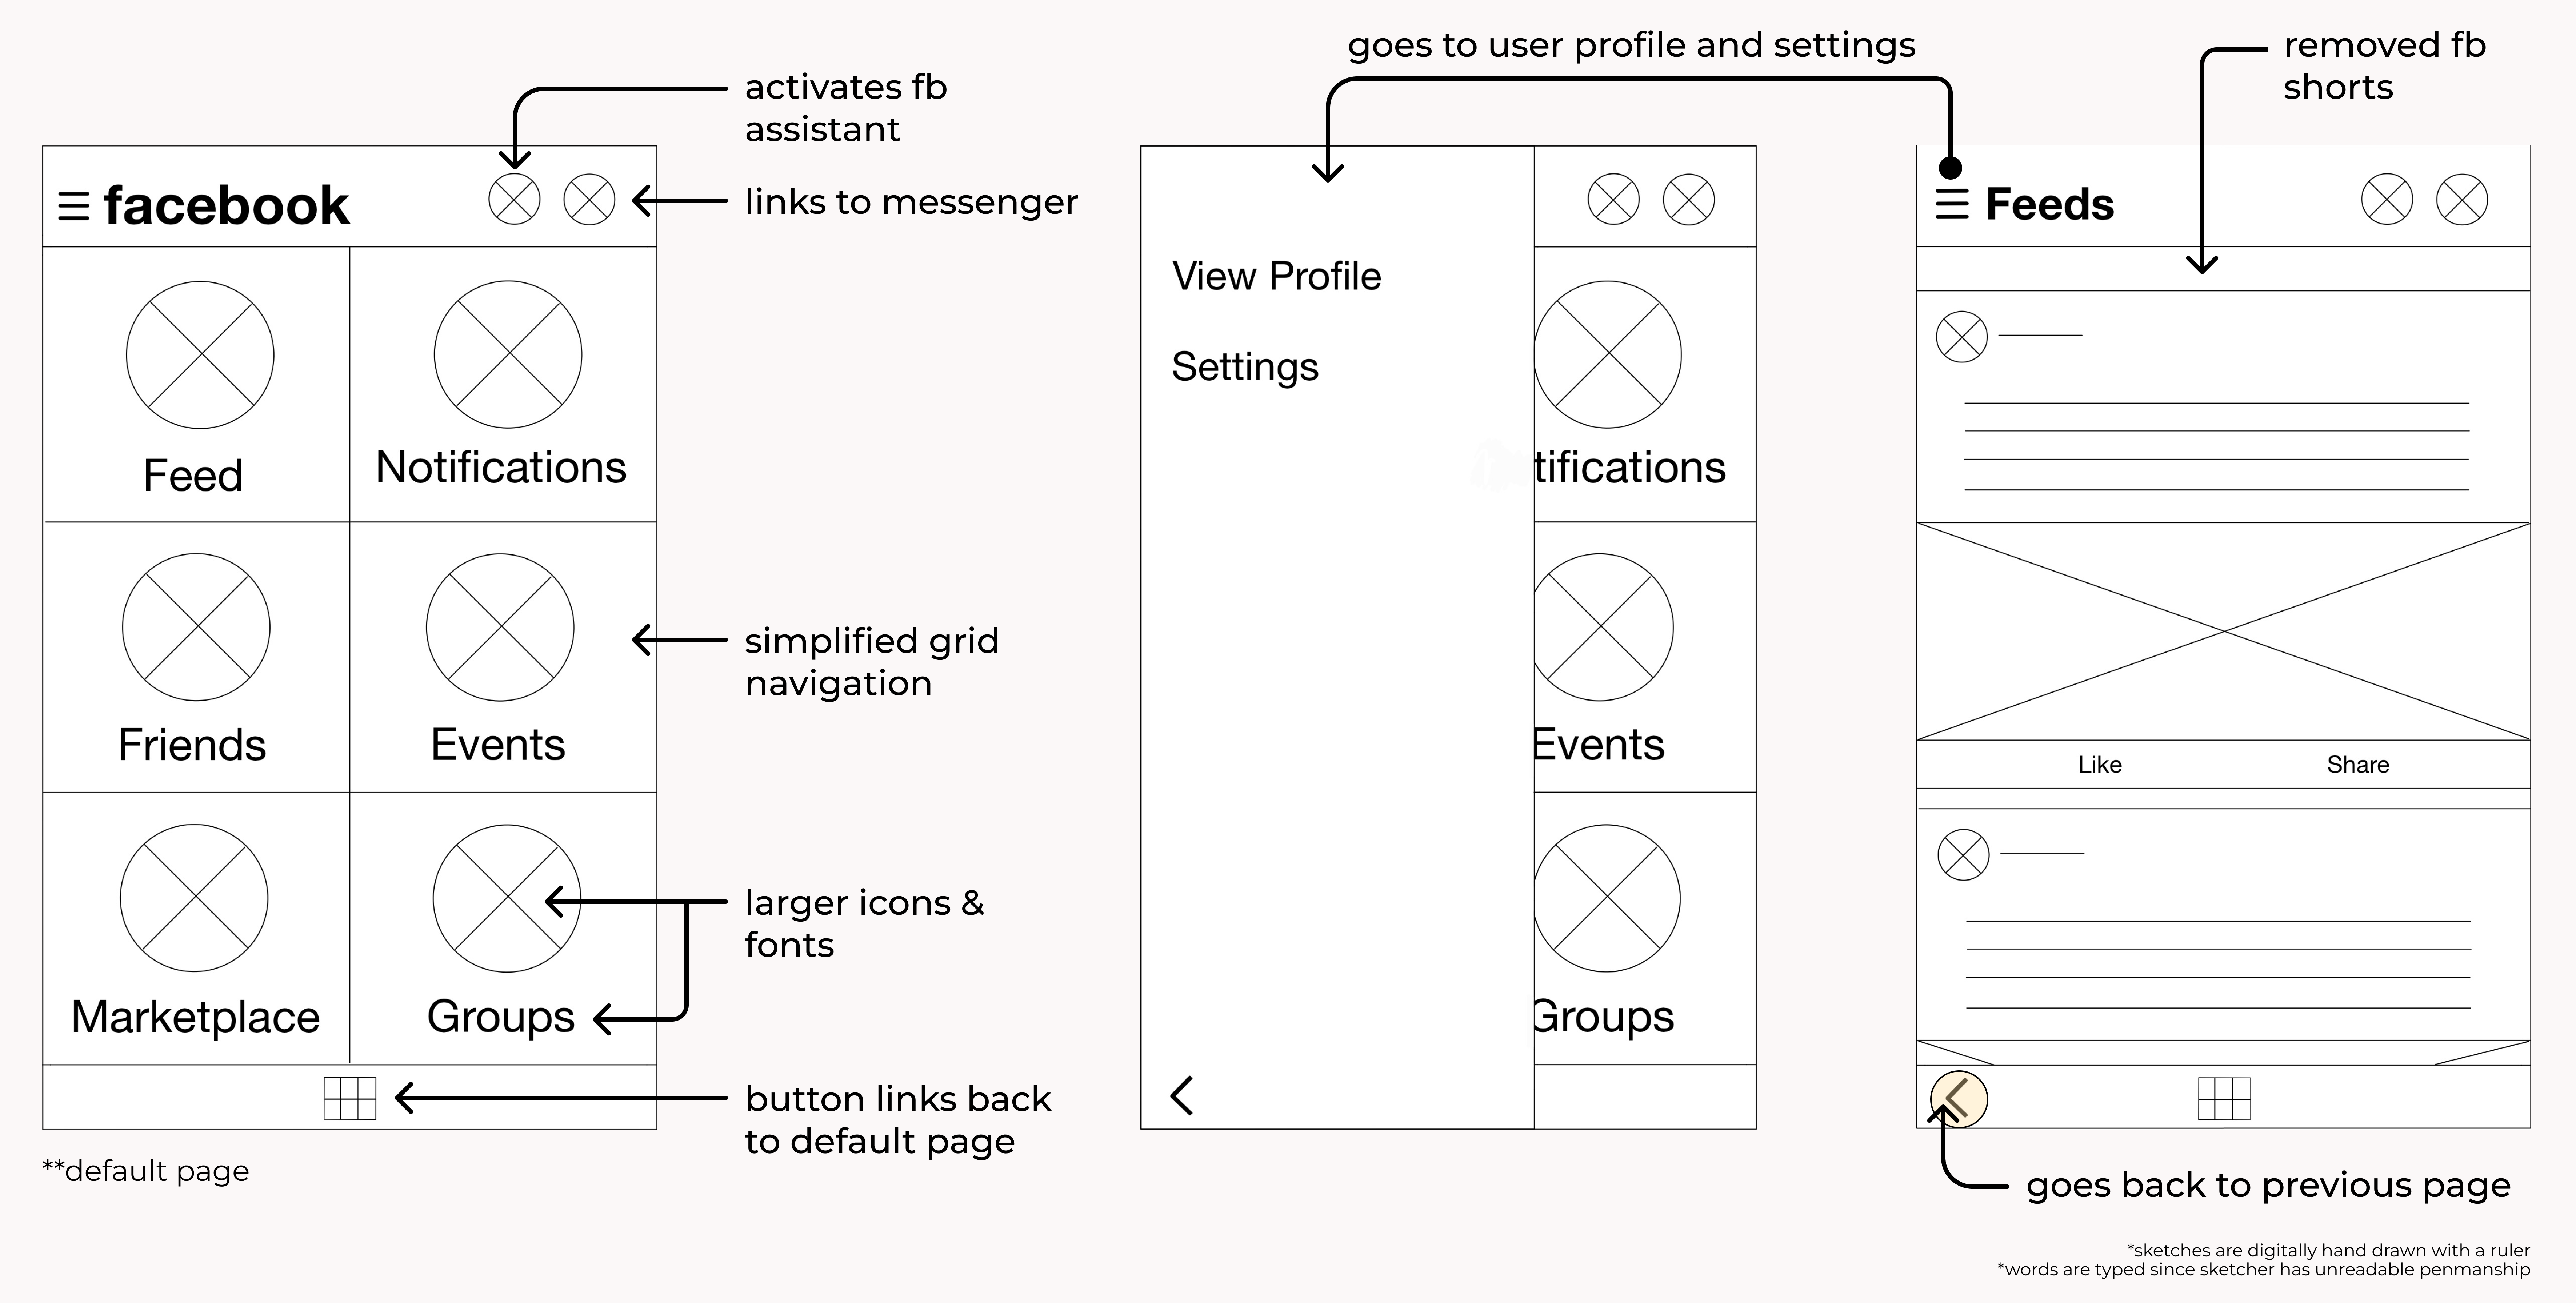 goes to user profile and settings
removed fb
shorts
activates fb
assistant
links to messenger
facebook
Feed
Notifications
Friends
Events
Marketplace
Groups
simplified grid
navigation
larger icons &
fonts
button links back
to default page
**default page
View Profile
Settings
tifications
Events
Groups
Feeds
Like
Share
goes back to previous page
*sketches are digitally hand drawn with a ruler
*words are typed since sketcher has unreadable penmanship